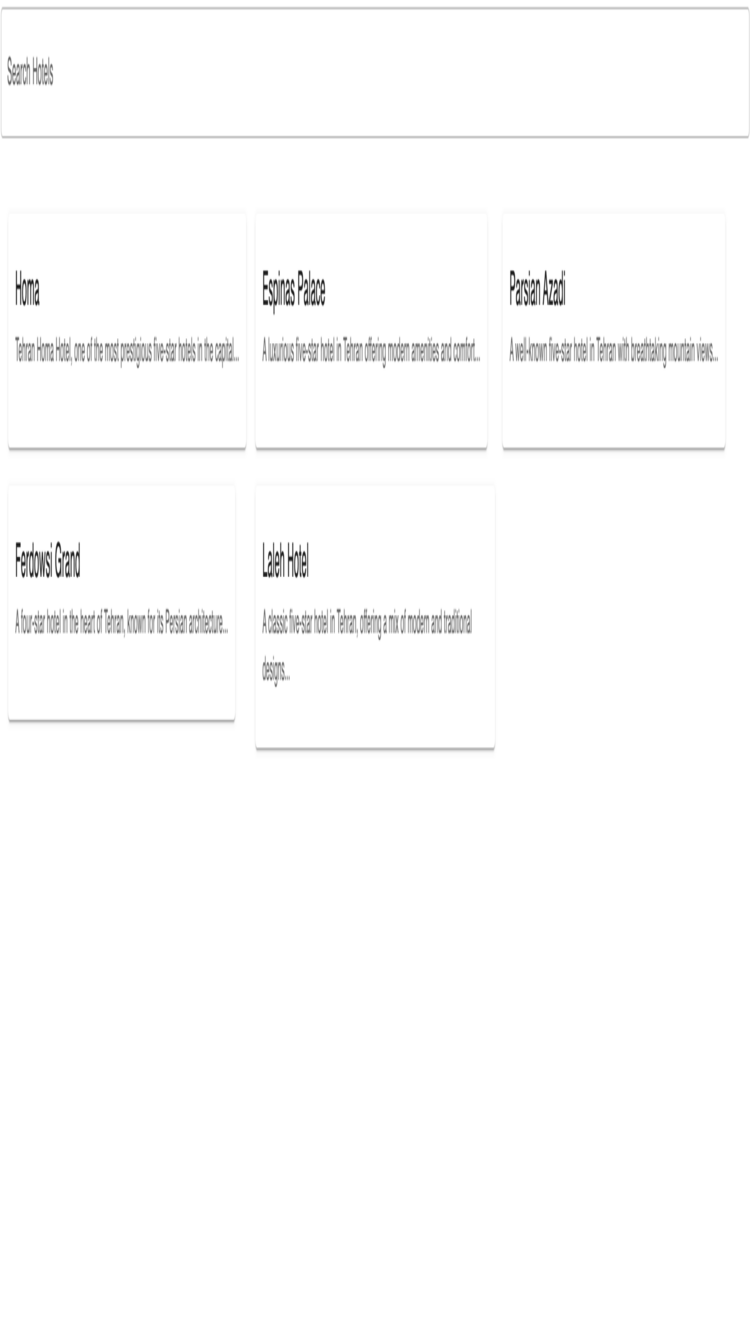 Search Hotels
Homa
Tehran Homa Hotel, one of the most prestigious five-star hotels in the capital...
Espinas Palace
A luxurious five-star hotel in Tehran offering modern amenities and comfort...
Parsian Azadi
A well-known five-star hotel in Tehran with breathtaking mountain views...
Ferdowsi Grand
A four-star hotel in the heart of Tehran, known for its Persian architecture...
Laleh Hotel
A classic five-star hotel in Tehran, offering a mix of modern and traditional
designs...